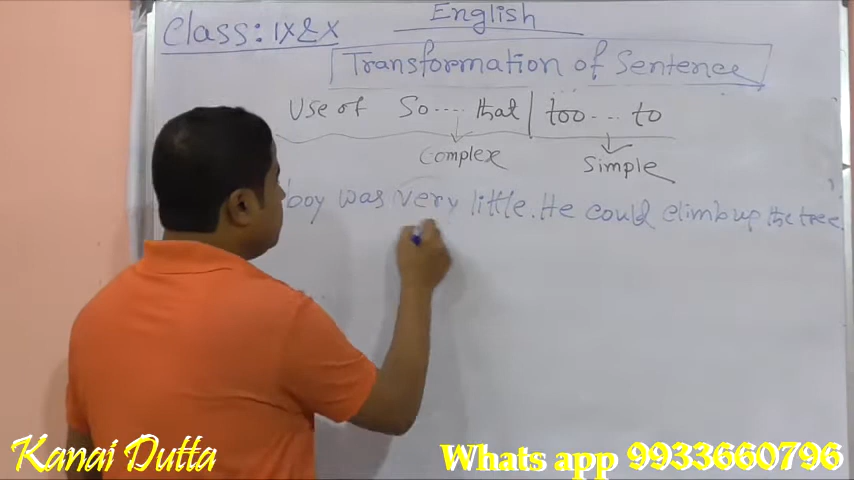 English
Class: IX & X
Transformation of Sentence
Use of So.... that | too... to
Complex
Simple
boy was very little. He could climb up the tree.
Kanai Dutta
Whats app 9933660796